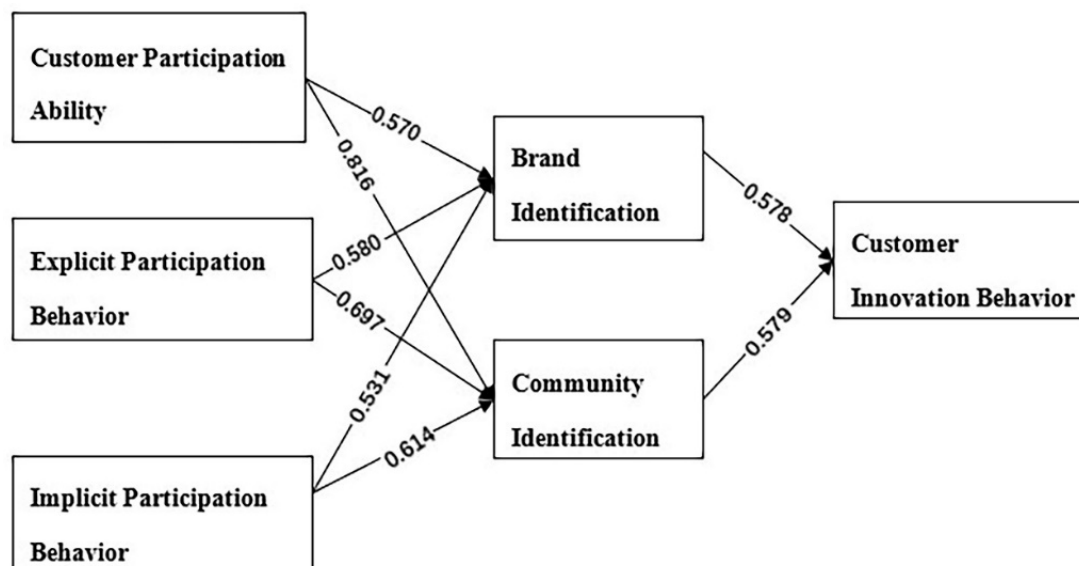 Customer Participation
Ability
0.570
0.816
Brand
Identification
0.578
Explicit Participation
Behavior
0.580
0.697
Customer
Innovation Behavior
0.579
Community
Identification
0.531
0.614
Implicit Participation
Behavior